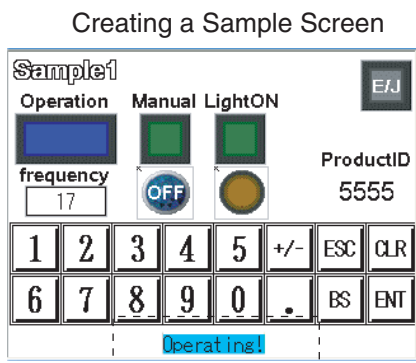 Creating a Sample Screen
Sample1
E/J
Operation Manual LightON
ProductID
frequency
17
OFF
5555
1 2 3 4 5 +/- ESC CLR
6 7 8 9 0 . BS ENT
Operating!